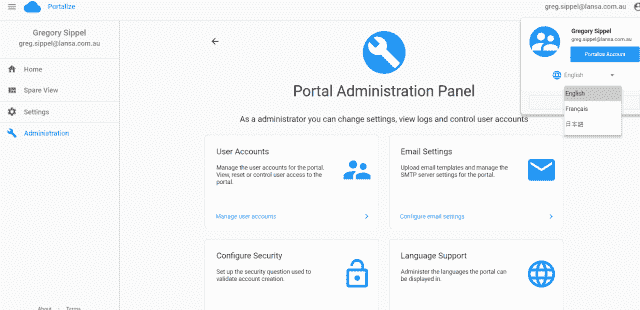 Portalize
greg.sippel@lansa.com.au
Gregory Sippel
greg.sippel@lansa.com.au
Home
Spare View
Settings
Administration
Portal Administration Panel
As a administrator you can change settings, view logs and control user accounts
User Accounts
Manage the user accounts for the portal.
View, reset or control user access to the
portal.
Manage user accounts
Email Settings
Upload email templates and manage the
SMTP server settings for the portal.
Configure email settings
Configure Security
Set up the security question used to
validate account creation.
Language Support
Administer the languages the portal can
be displayed in.
Gregory Sippel
greg.sippel@lansa.com.au
Portalize Account
English
English
Français
日本語
About
Terms